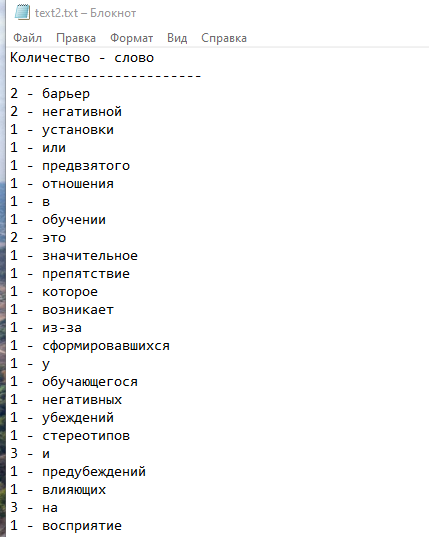 text2.txt – Блокнот
Файл Правка Формат Вид Справка
Количество - слово
------------------------
2 - барьер
2 - негативной
1 - установки
1 - или
1 - предвзятого
1 - отношения
1 - в
1 - обучении
2 - это
1 - значительное
1 - препятствие
1 - которое
1 - возникает
1 - из-за
1 - сформировавшихся
1 - у
1 - обучающегося
1 - негативных
1 - убеждений
1 - стереотипов
3 - и
1 - предубеждений
1 - влияющих
3 - на
1 - восприятие